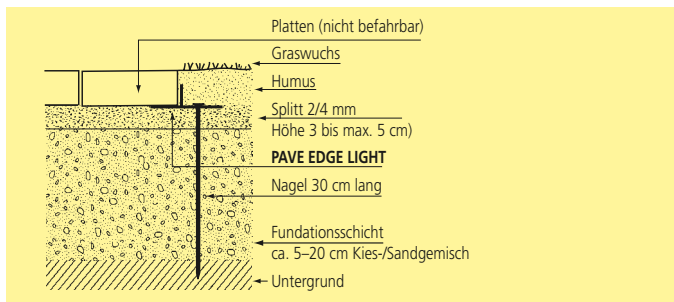 Platten (nicht befahrbar)
Graswuchs
Humus
Splitt 2/4 mm
Höhe 3 bis max. 5 cm)
PAVE EDGE LIGHT
Nagel 30 cm lang
Fundationsschicht
ca. 5–20 cm Kies-/Sandgemisch
Untergrund